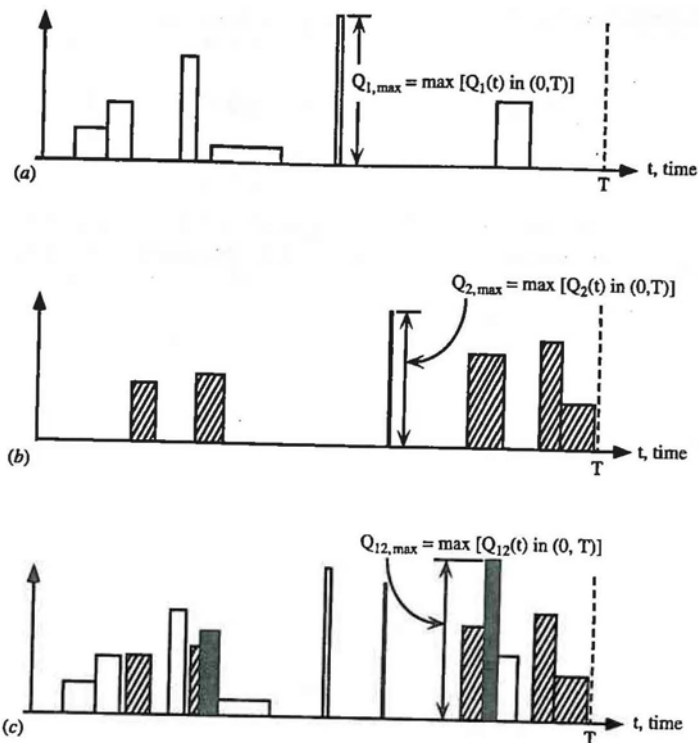 Q1,max = max [Q1(t) in (0,T)]
t, time
T
(a)
Q2,max = max [Q2(t) in (0,T)]
t, time
T
(b)
Q12,max = max [Q12(t) in (0, T)]
t, time
T
(c)